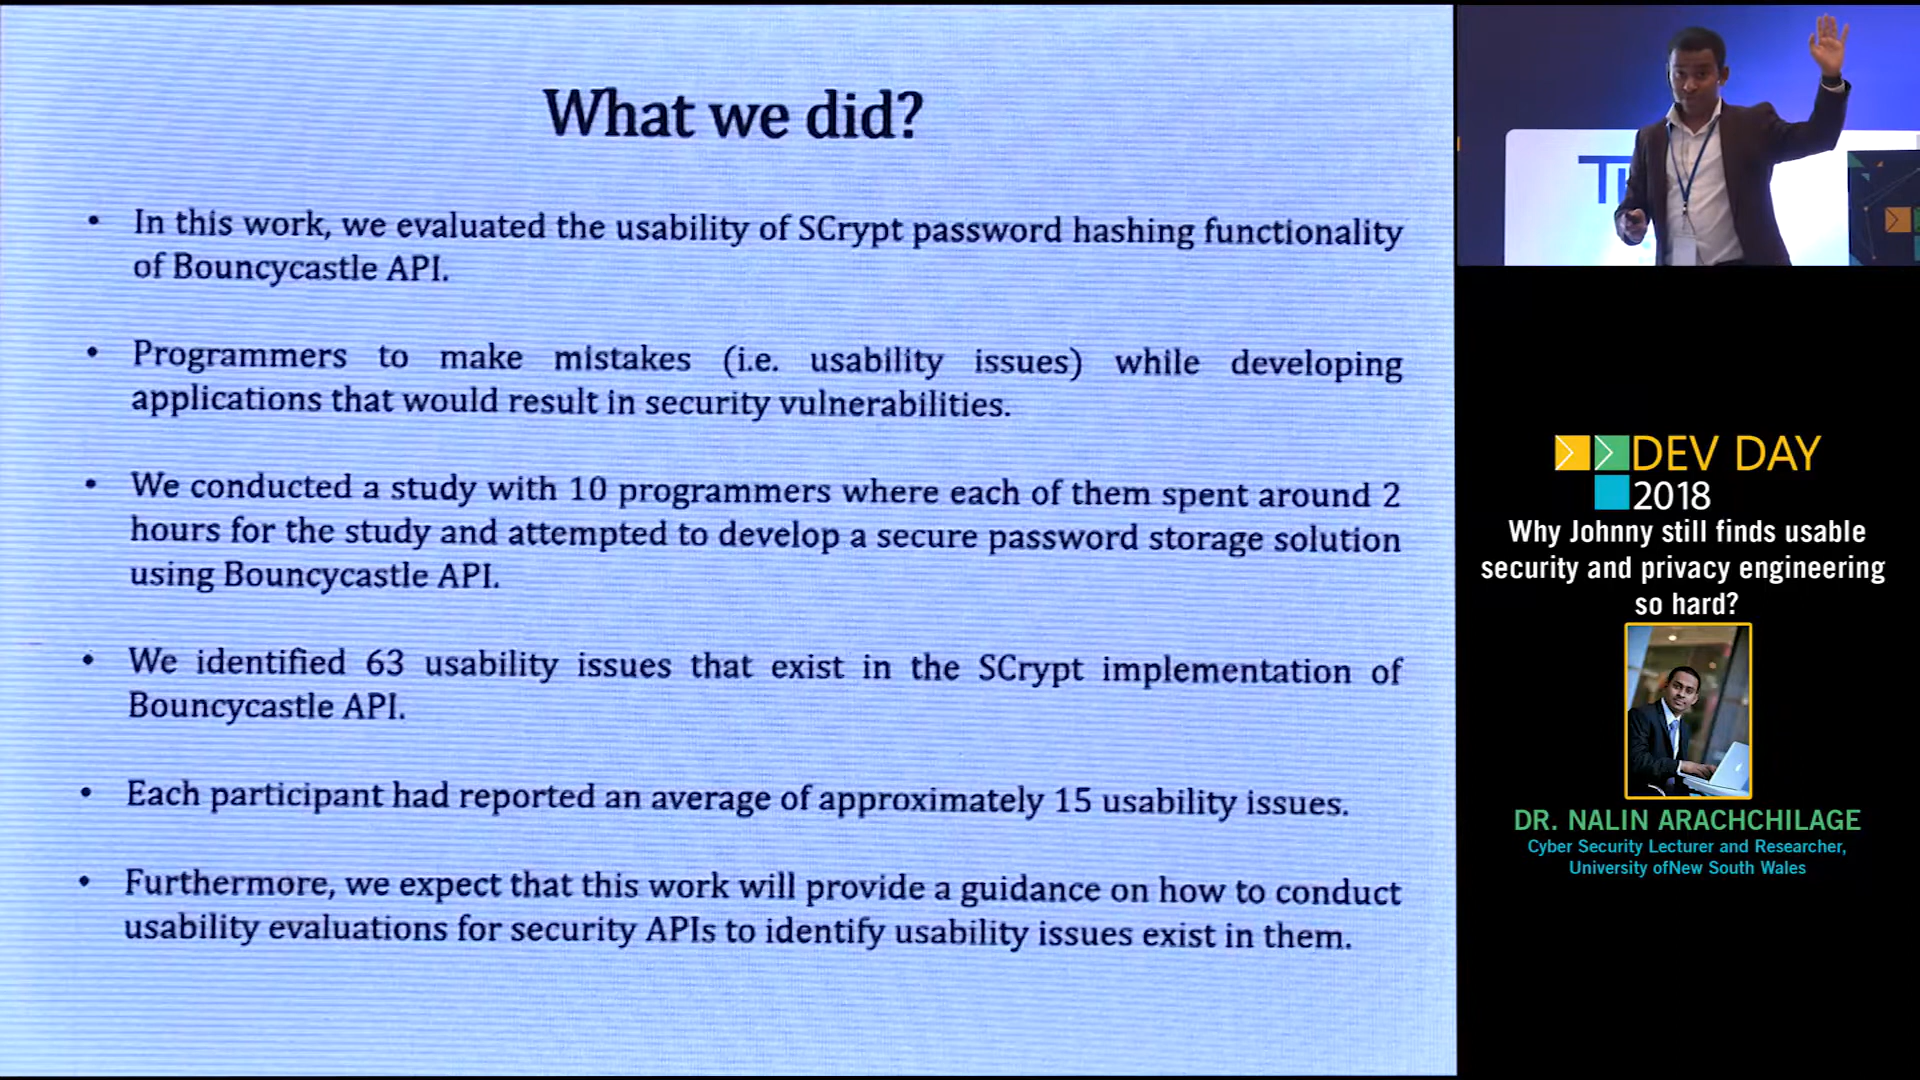 What we did?
• In this work, we evaluated the usability of SCrypt password hashing functionality
of Bouncycastle API.
• Programmers to make mistakes (i.e. usability issues) while developing
applications that would result in security vulnerabilities.
• We conducted a study with 10 programmers where each of them spent around 2
hours for the study and attempted to develop a secure password storage solution
using Bouncycastle API.
• We identified 63 usability issues that exist in the SCrypt implementation of
Bouncycastle API.
• Each participant had reported an average of approximately 15 usability issues.
• Furthermore, we expect that this work will provide a guidance on how to conduct
usability evaluations for security APIs to identify usability issues exist in them.
DEV DAY
2018
Why Johnny still finds usable
security and privacy engineering
so hard?
DR. NALIN ARACHCHILAGE
Cyber Security Lecturer and Researcher,
University ofNew South Wales